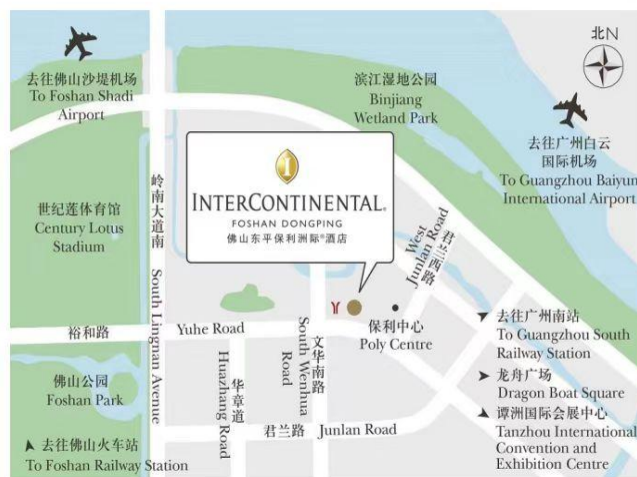 北N
去往佛山沙堤机场
To Foshan Shadi
Airport
滨江湿地公园
Binjiang
Wetland Park
去往广州白云
国际机场
To Guangzhou Baiyun
International Airport
世纪莲体育馆
Century Lotus
Stadium
岭南大道南
South Lingnan Avenue
INTERCONTINENTAL®
FOSHAN DONGPING
佛山东平保利洲际®酒店
君兰西路
West
Junlan Road
裕和路
Yuhe Road
文华南路
South Wenhua
Road
保利中心
Poly Centre
去往广州南站
To Guangzhou South
Railway Station
龙舟广场
Dragon Boat Square
谭洲国际会展中心
Tanzhou International
Convention and
Exhibition Centre
佛山公园
Foshan Park
华章道
Huazhang Road
君兰路 Junlan Road
去往佛山火车站
To Foshan Railway Station